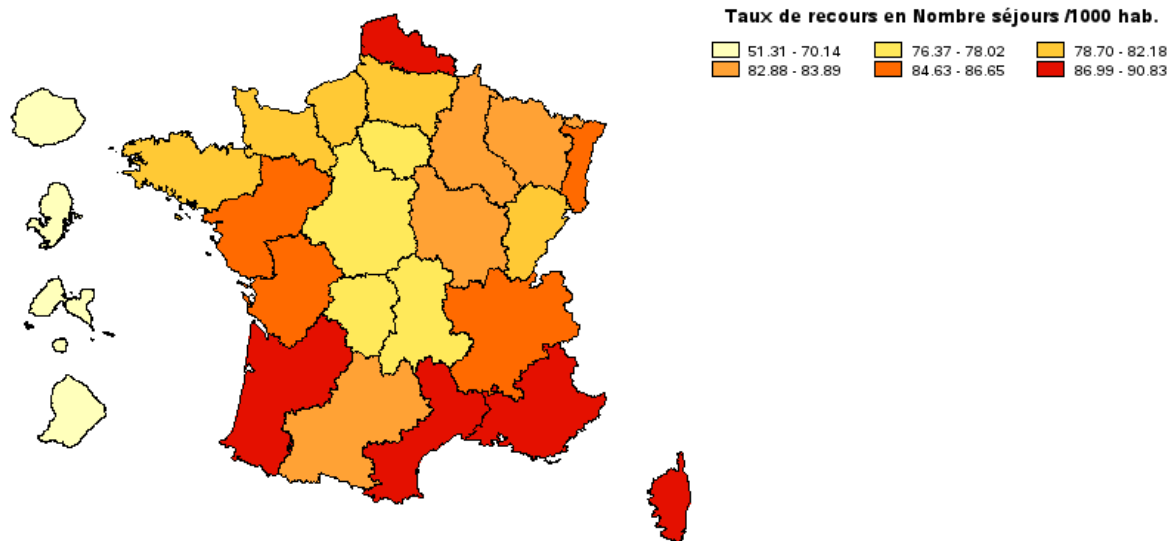 Taux de recours en Nombre séjours /1000 hab.
51.31 - 70.14 76.37 - 78.02 78.70 - 82.18
82.88 - 83.89 84.63 - 86.65 86.99 - 90.83